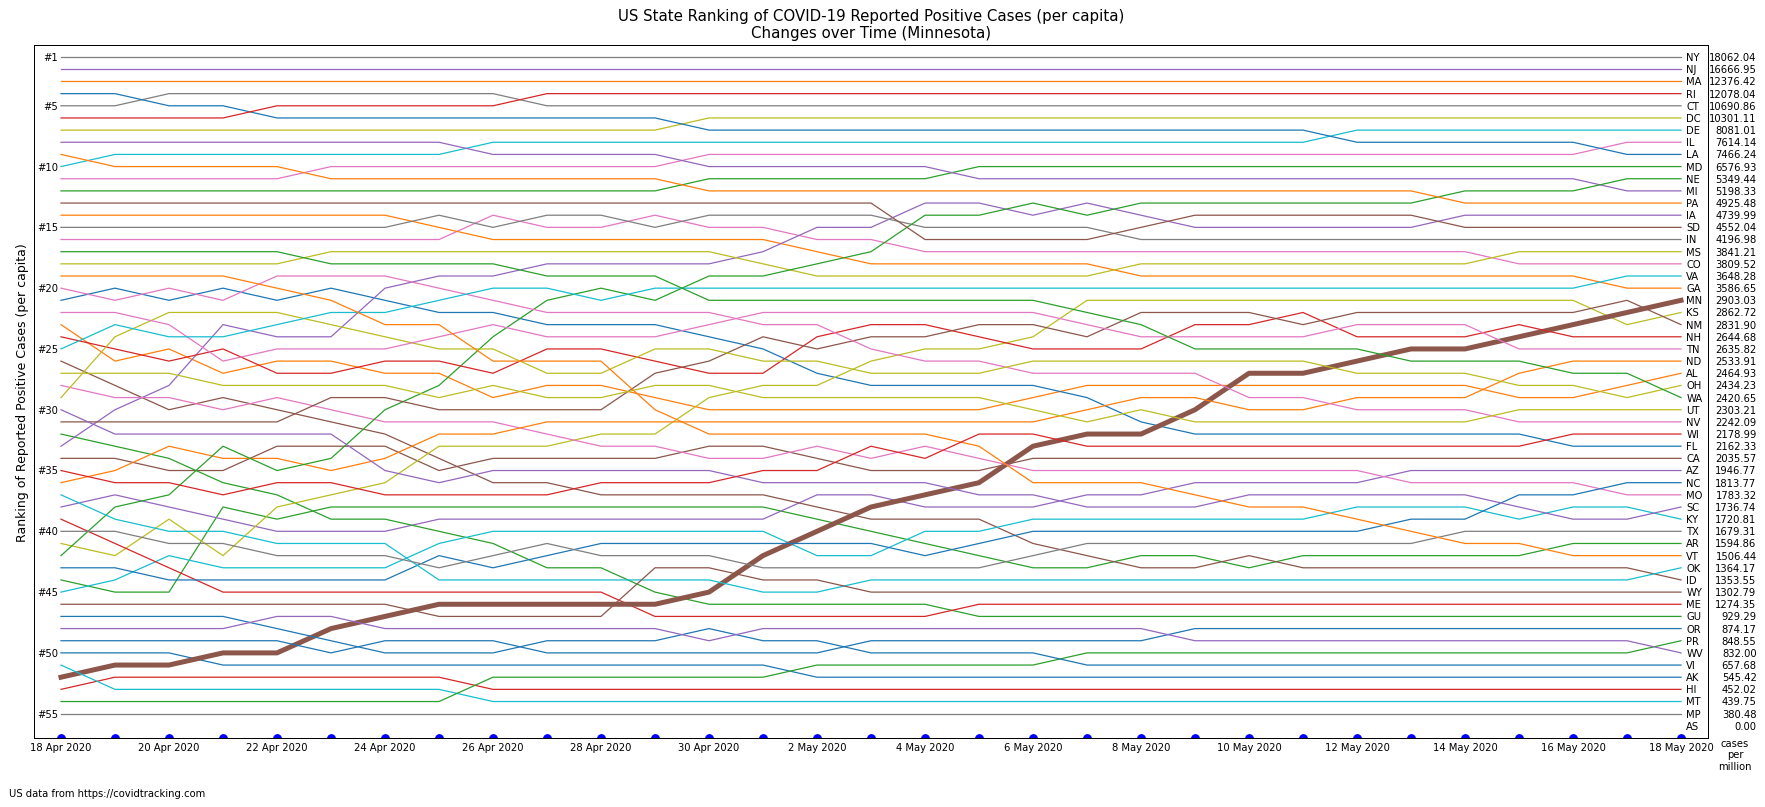 US State Ranking of COVID-19 Reported Positive Cases (per capita)
Changes over Time (Minnesota)
Ranking of Reported Positive Cases (per capita)
#1
#5
#10
#15
#20
#25
#30
#35
#40
#45
#50
#55
NY 18062.04
NJ 16666.95
MA 12376.42
RI 12078.04
CT 10690.86
DC 10301.11
DE 8081.01
IL 7614.14
LA 7466.24
MD 6576.93
NE 5349.44
MI 5198.33
PA 4925.48
IA 4739.99
SD 4552.04
IN 4196.98
MS 3841.21
CO 3809.52
VA 3648.28
GA 3586.65
MN 2903.03
KS 2862.72
NM 2831.90
NH 2644.68
TN 2635.82
ND 2533.91
AL 2464.93
OH 2434.23
WA 2420.65
UT 2303.21
NV 2242.09
WI 2178.99
FL 2162.33
CA 2035.57
AZ 1946.77
NC 1813.77
MO 1783.32
SC 1736.74
KY 1720.81
TX 1679.31
AR 1594.86
VT 1506.44
OK 1364.17
ID 1353.55
WY 1302.79
ME 1274.35
GU 929.29
OR 874.17
PR 848.55
WV 832.00
VI 657.68
AK 545.42
HI 452.02
MT 439.75
MP 380.48
AS 0.00
18 Apr 2020 20 Apr 2020 22 Apr 2020 24 Apr 2020 26 Apr 2020 28 Apr 2020 30 Apr 2020 2 May 2020 4 May 2020 6 May 2020 8 May 2020 10 May 2020 12 May 2020 14 May 2020 16 May 2020 18 May 2020
cases
per
million
US data from https://covidtracking.com